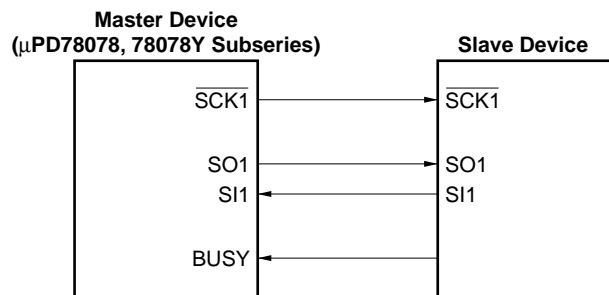 Master Device
(μPD78078, 78078Y Subseries)
Slave Device
SCK1
SCK1
SO1
SO1
SI1
SI1
BUSY